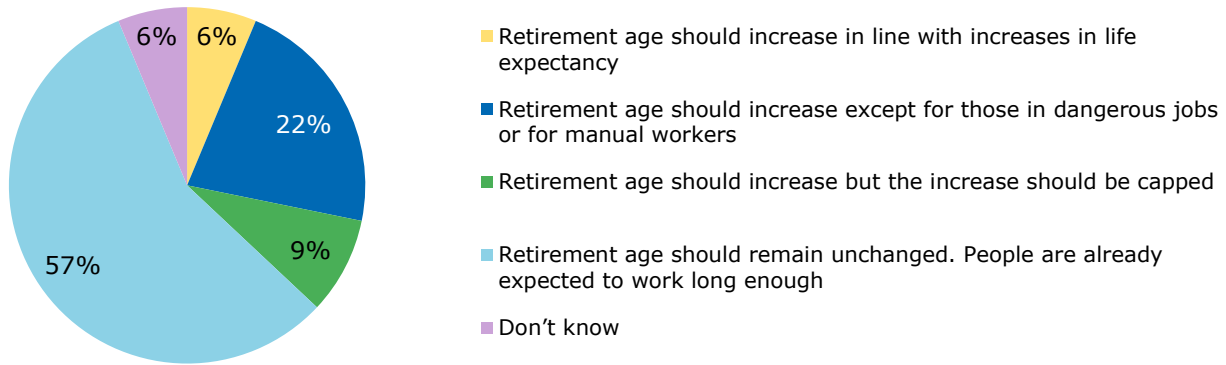 6%
6%
22%
9%
57%
Retirement age should increase in line with increases in life
expectancy
Retirement age should increase except for those in dangerous jobs
or for manual workers
Retirement age should increase but the increase should be capped
Retirement age should remain unchanged. People are already
expected to work long enough
Don’t know